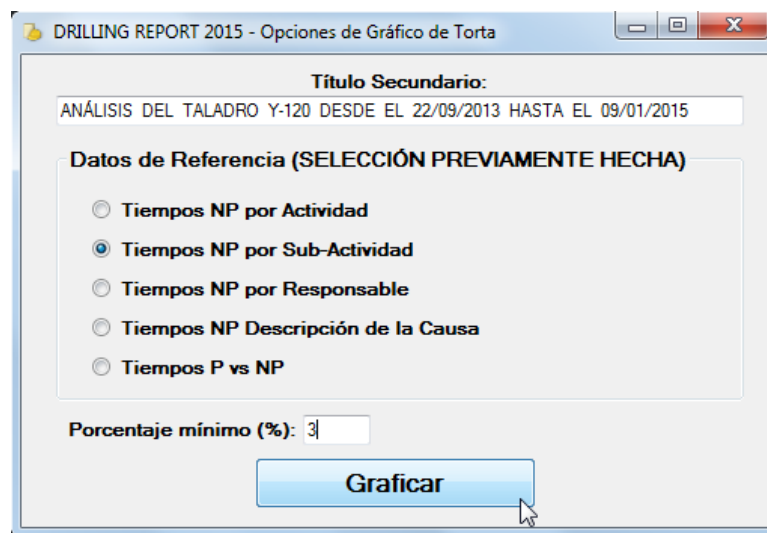 DRILLING REPORT 2015 - Opciones de Gráfico de Torta
Título Secundario:
ANÁLISIS DEL TALADRO Y-120 DESDE EL 22/09/2013 HASTA EL 09/01/2015
Datos de Referencia (SELECCIÓN PREVIAMENTE HECHA)
Tiempos NP por Actividad
Tiempos NP por Sub-Actividad
Tiempos NP por Responsable
Tiempos NP Descripción de la Causa
Tiempos P vs NP
Porcentaje mínimo (%): 3
Graficar